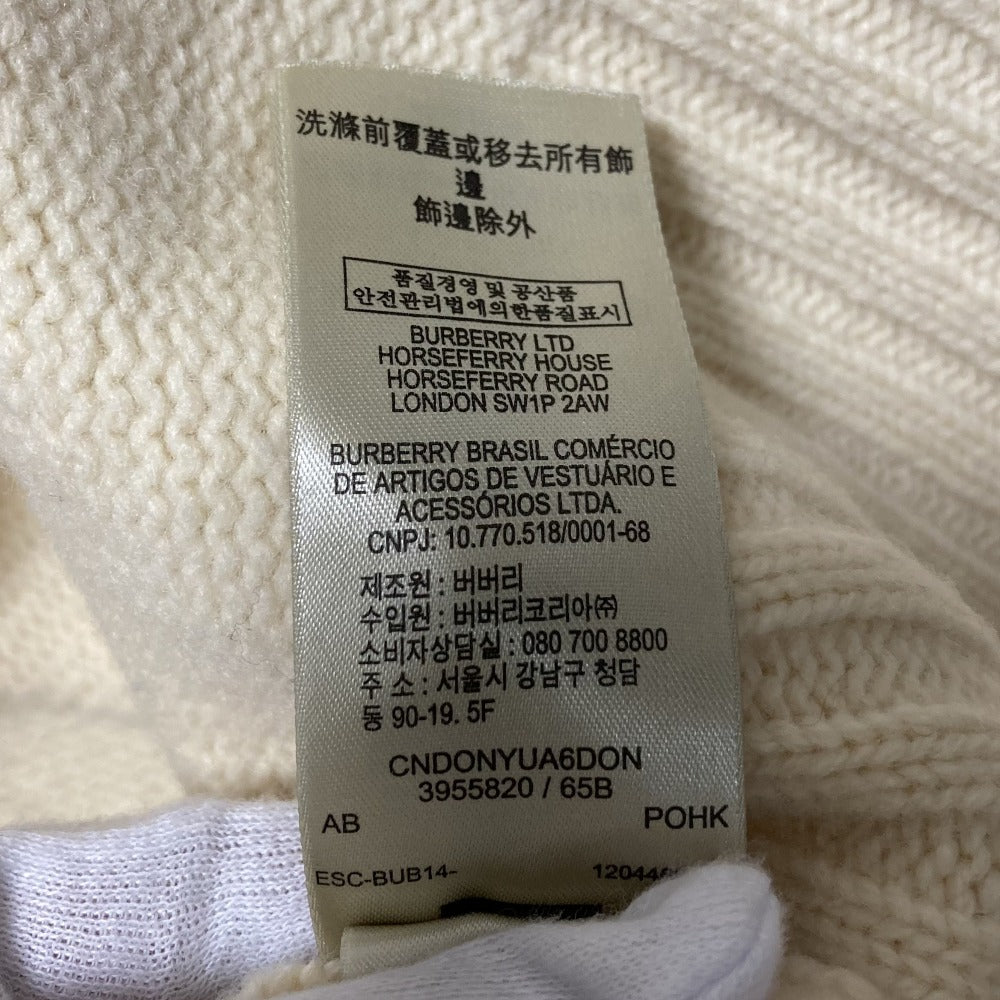 洗滌前覆蓋或移去所有飾
邊
飾邊除外
품질경영 및 공산품
안전관리법에의한품질표시
BURBERRY LTD
HORSEFERRY HOUSE
HORSEFERRY ROAD
LONDON SW1P 2AW
BURBERRY BRASIL COMÉRCIO
DE ARTIGOS DE VESTUÁRIO E
ACESSÓRIOS LTDA.
CNPJ: 10.770.518/0001-68
제조원 : 버버리
수입원 : 버버리코리아㈜
소비자상담실 : 080 700 8800
주 소 : 서울시 강남구 청담
동 90-19. 5F
CNDONYUA6DON
3955820 / 65B
AB POHK
ESC-BUB14-